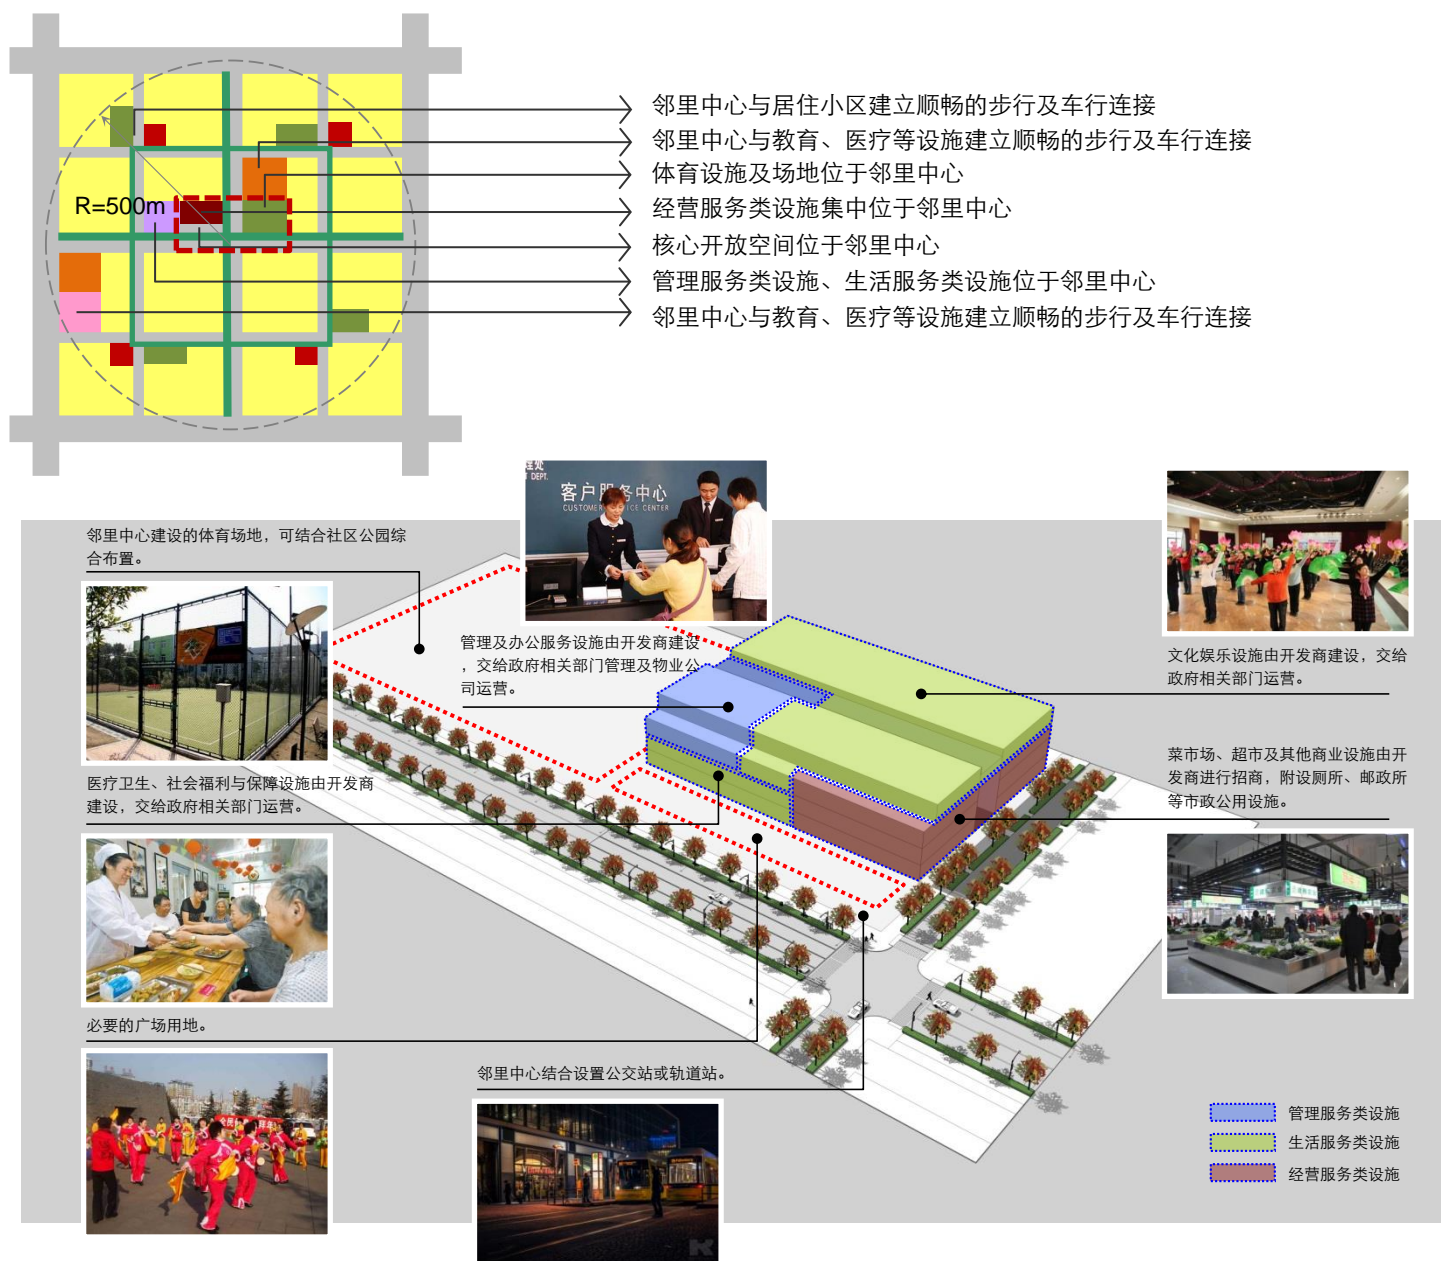 邻里中心与居住小区建立顺畅的步行及车行连接
邻里中心与教育、医疗等设施建立顺畅的步行及车行连接
体育设施及场地位于邻里中心
R=500m
经营服务类设施集中位于邻里中心
核心开放空间位于邻里中心
管理服务类设施、生活服务类设施位于邻里中心
邻里中心与教育、医疗等设施建立顺畅的步行及车行连接
客户服务中心
CUSTOMER SERVICE CENTER
邻里中心建设的体育场地，可结合社区公园综
合布置。
管理及办公服务设施由开发商建设
，交给政府相关部门管理及物业公
司运营。
文化娱乐设施由开发商建设，交给
政府相关部门运营。
医疗卫生、社会福利与保障设施由开发商
建设，交给政府相关部门运营。
菜市场、超市及其他商业设施由开
发商进行招商，附设厕所、邮政所
等市政公用设施。
必要的广场用地。
邻里中心结合设置公交站或轨道站。
管理服务类设施
生活服务类设施
经营服务类设施